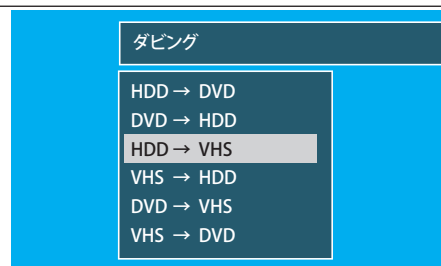 ダビング
HDD → DVD
DVD → HDD
HDD → VHS
VHS → HDD
DVD → VHS
VHS → DVD